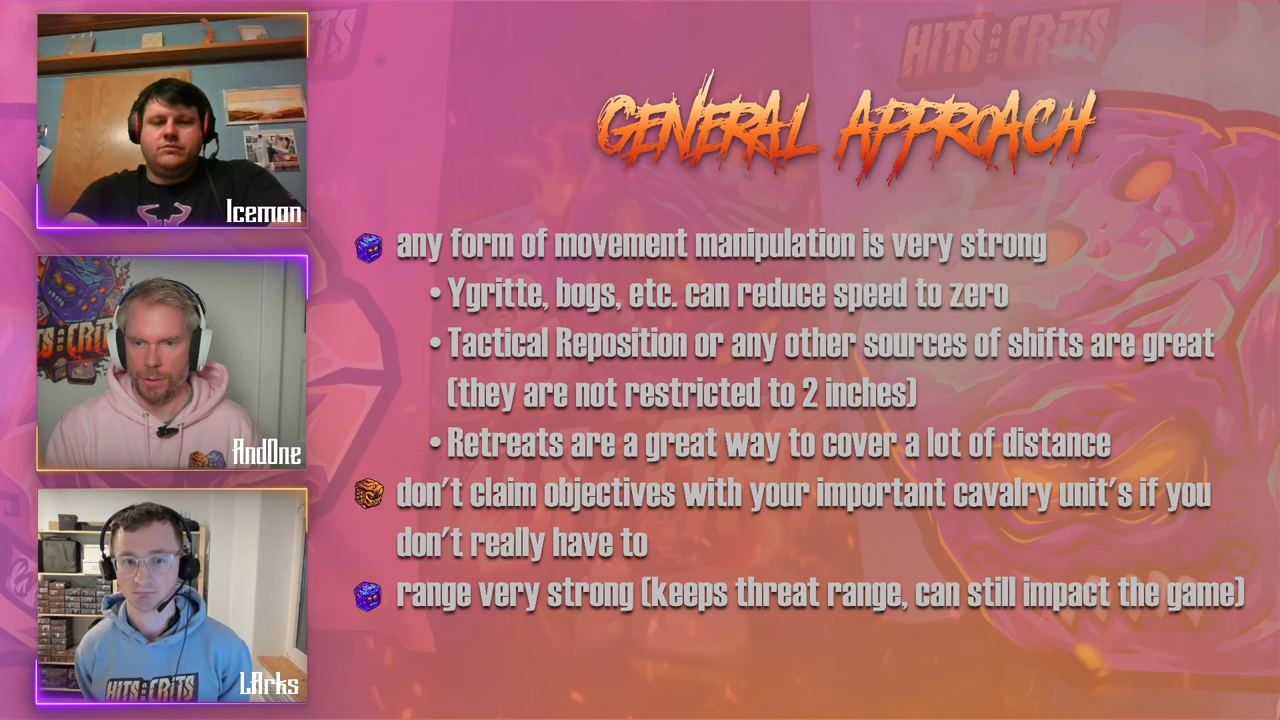 HITS AND CRITS
GENERAL APPROACH
any form of movement manipulation is very strong
• Ygritte, bogs, etc. can reduce speed to zero
• Tactical Reposition or any other sources of shifts are great
(they are not restricted to 2 inches)
• Retreats are a great way to cover a lot of distance
don't claim objectives with your important cavalry unit's if you
don't really have to
range very strong (keeps threat range, can still impact the game)
Iceman
AndOne
HITS AND CRITS
LArks